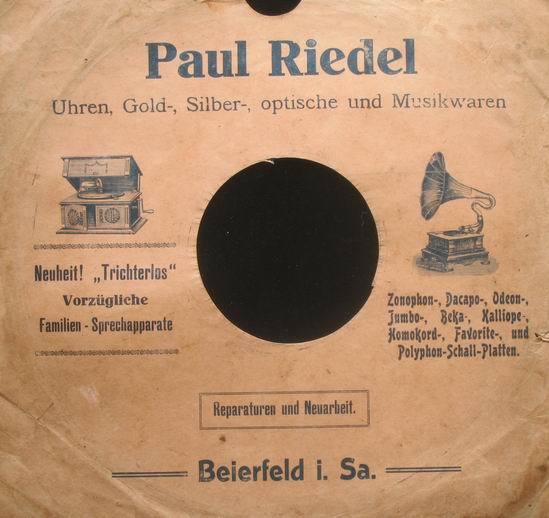 Paul Riedel
Uhren, Gold-, Silber-, optische und Musikwaren
Neuheit! „Trichterlos“
Vorzügliche
Familien - Sprechapparate
Zonophon-, Dacapo-, Odeon-,
Jumbo-, Beka-, Kalliope-,
Homokord-, Favorite-, und
Polyphon-Schall-Platten.
Reparaturen und Neuarbeit.
Beierfeld i. Sa.